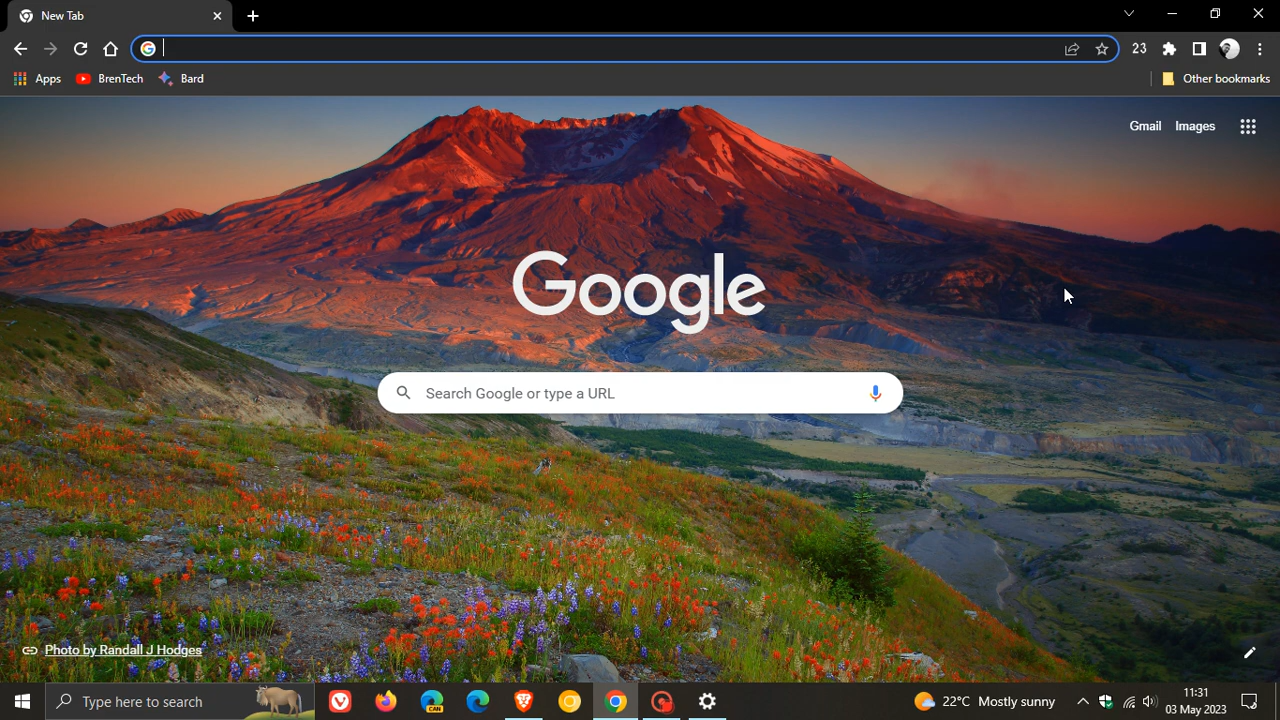 New Tab
23
Apps
BrenTech
Bard
Other bookmarks
Gmail
Images
Google
Search Google or type a URL
Photo by Randall J Hodges
Type here to search
CAN
22°C Mostly sunny
11:31
03 May 2023